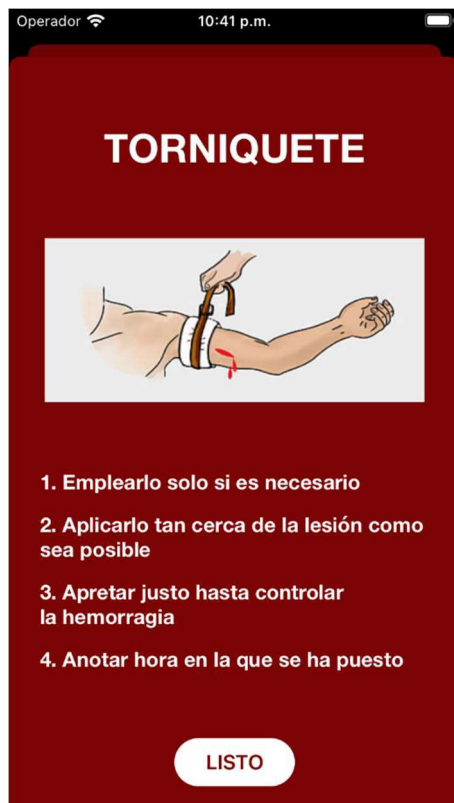 Operador
10:41 p.m.
TORNIQUETE
1. Emplearlo solo si es necesario
2. Aplicarlo tan cerca de la lesión como
sea posible
3. Apretar justo hasta controlar
la hemorragia
4. Anotar hora en la que se ha puesto
LISTO